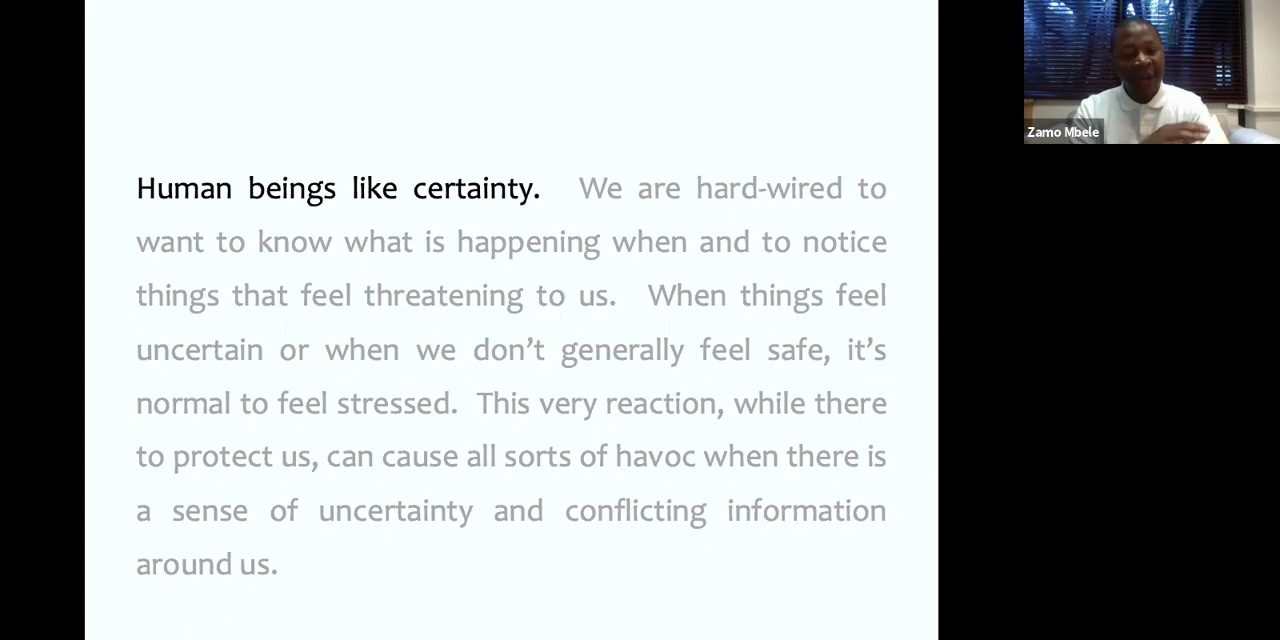 Human beings like certainty. We are hard-wired to
want to know what is happening when and to notice
things that feel threatening to us. When things feel
uncertain or when we don’t generally feel safe, it’s
normal to feel stressed. This very reaction, while there
to protect us, can cause all sorts of havoc when there is
a sense of uncertainty and conflicting information
around us.
Zamo Mbele